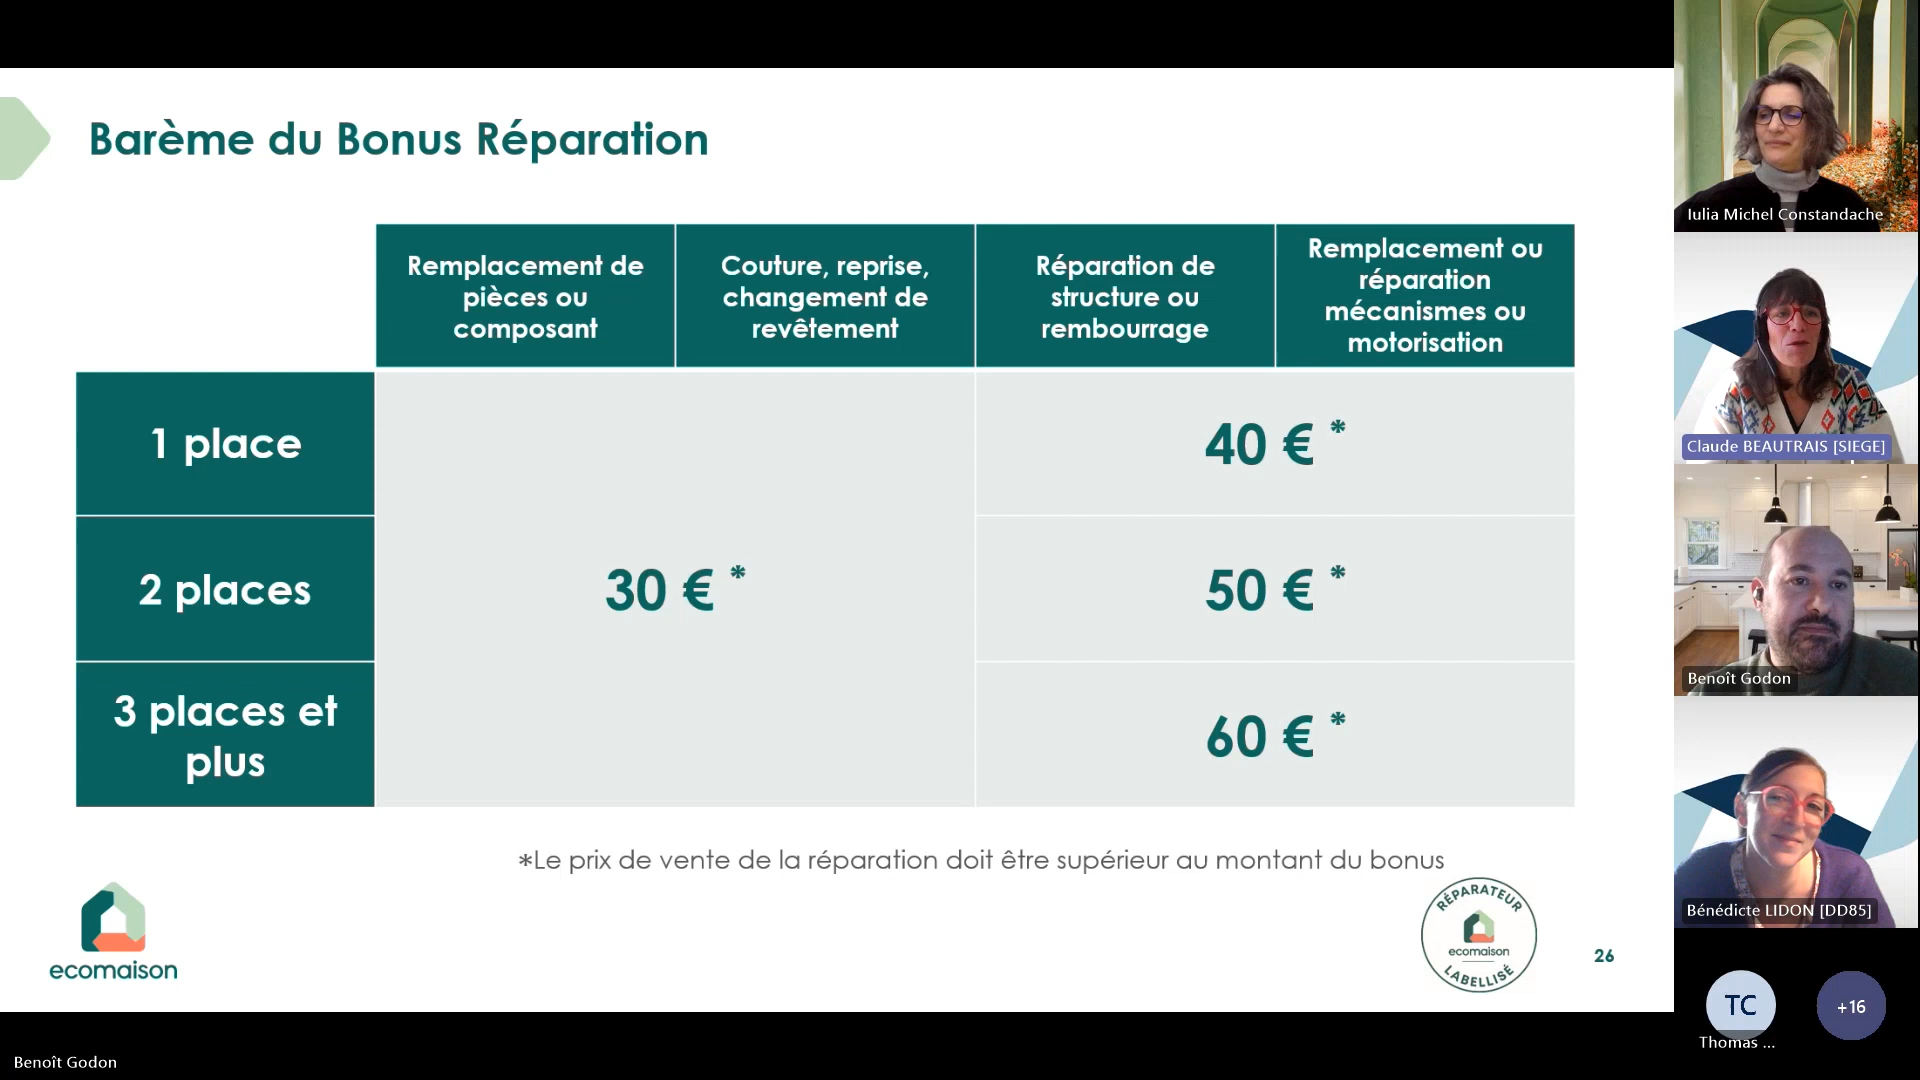 Barème du Bonus Réparation
Remplacement de
pièces ou
composant
Couture, reprise,
changement de
revêtement
Réparation de
structure ou
rembourrage
Remplacement ou
réparation
mécanismes ou
motorisation
1 place
40 € *
2 places
30 € *
50 € *
3 places et
plus
60 € *
*Le prix de vente de la réparation doit être supérieur au montant du bonus
ecomaison
RÉPARATEUR
ecomaison
LABELLISÉ
26
Iulia Michel Constandache
Claude BEAUTRAIS [SIEGE]
Benoît Godon
Bénédicte LIDON [DD85]
TC
+16
Thomas ...
Benoît Godon